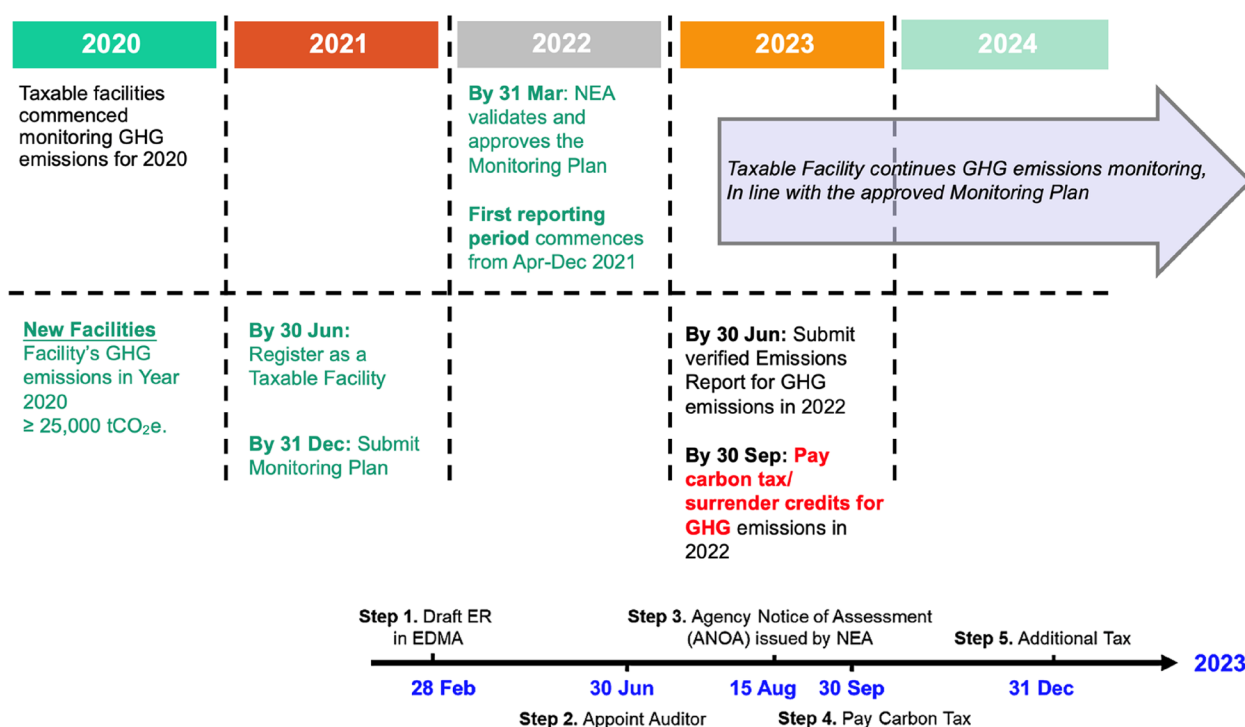 2020
2021
2022
2023
2024
Taxable facilities
commenced
monitoring GHG
emissions for 2020
By 31 Mar: NEA
validates and
approves the
Monitoring Plan
First reporting
period commences
from Apr-Dec 2021
Taxable Facility continues GHG emissions monitoring,
In line with the approved Monitoring Plan
New Facilities
Facility's GHG
emissions in Year
2020
≥ 25,000 tCO₂e.
By 30 Jun:
Register as a
Taxable Facility
By 31 Dec: Submit
Monitoring Plan
By 30 Jun: Submit
verified Emissions
Report for GHG
emissions in 2022
By 30 Sep: Pay
carbon tax/
surrender credits for
GHG emissions in
2022
Step 1. Draft ER
in EDMA
Step 3. Agency Notice of Assessment
(ANOA) issued by NEA
Step 5. Additional Tax
2023
28 Feb
30 Jun
15 Aug
30 Sep
31 Dec
Step 2. Appoint Auditor
Step 4. Pay Carbon Tax